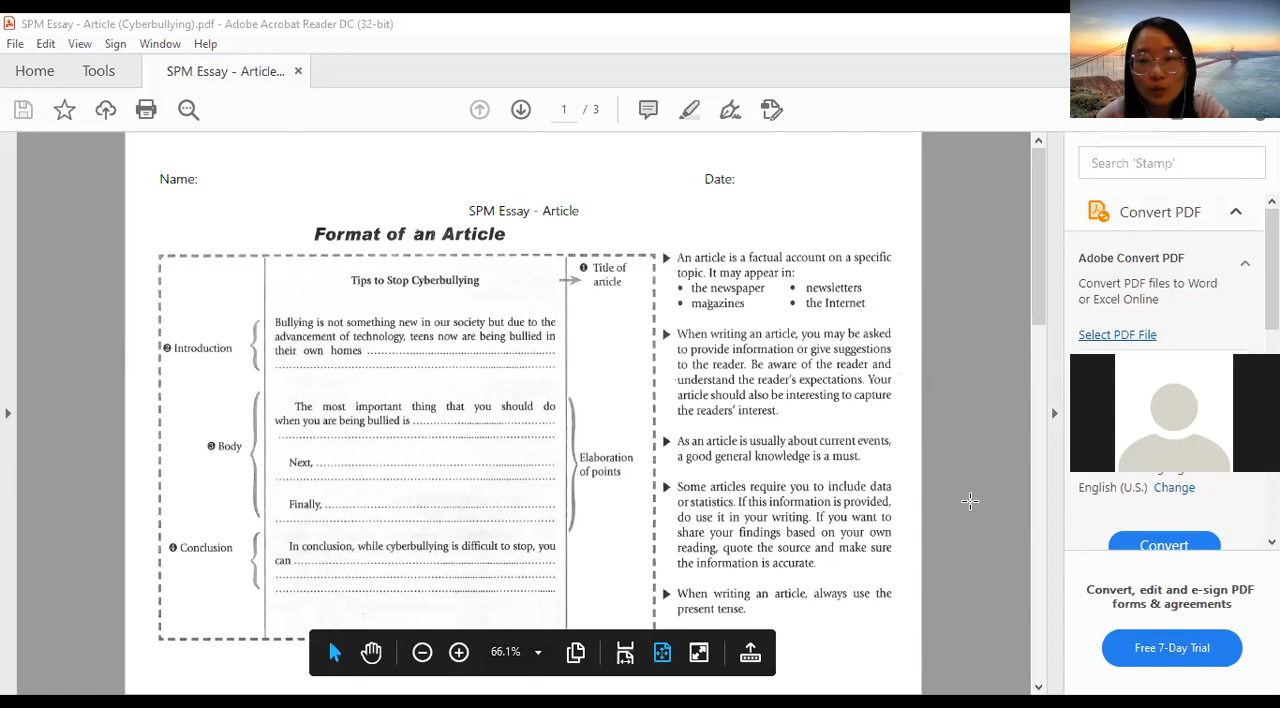 SPM Essay - Article (Cyberbullying).pdf - Adobe Acrobat Reader DC (32-bit)
File Edit View Sign Window Help
Home Tools SPM Essay - Article... ×
1 / 3
Search 'Stamp'
Convert PDF
Adobe Convert PDF
Convert PDF files to Word
or Excel Online
Select PDF File
English (U.S.) Change
Convert
Convert, edit and e-sign PDF
forms & agreements
Free 7-Day Trial
Name: Date:
SPM Essay - Article
Format of an Article
Tips to Stop Cyberbullying
❶ Title of
article
❷ Introduction
Bullying is not something new in our society but due to the
advancement of technology, teens now are being bullied in
their own homes ..............................................
❸ Body
The most important thing that you should do
when you are being bullied is ..............................
Next, ..............................
Finally, ..............................
Elaboration
of points
❹ Conclusion
In conclusion, while cyberbullying is difficult to stop, you
can ..............................
▶ An article is a factual account on a specific
topic. It may appear in:
• the newspaper • newsletters
• magazines • the Internet
▶ When writing an article, you may be asked
to provide information or give suggestions
to the reader. Be aware of the reader and
understand the reader's expectations. Your
article should also be interesting to capture
the readers' interest.
▶ As an article is usually about current events,
a good general knowledge is a must.
▶ Some articles require you to include data
or statistics. If this information is provided,
do use it in your writing. If you want to
share your findings based on your own
reading, quote the source and make sure
the information is accurate.
▶ When writing an article, always use the
present tense.
66.1%